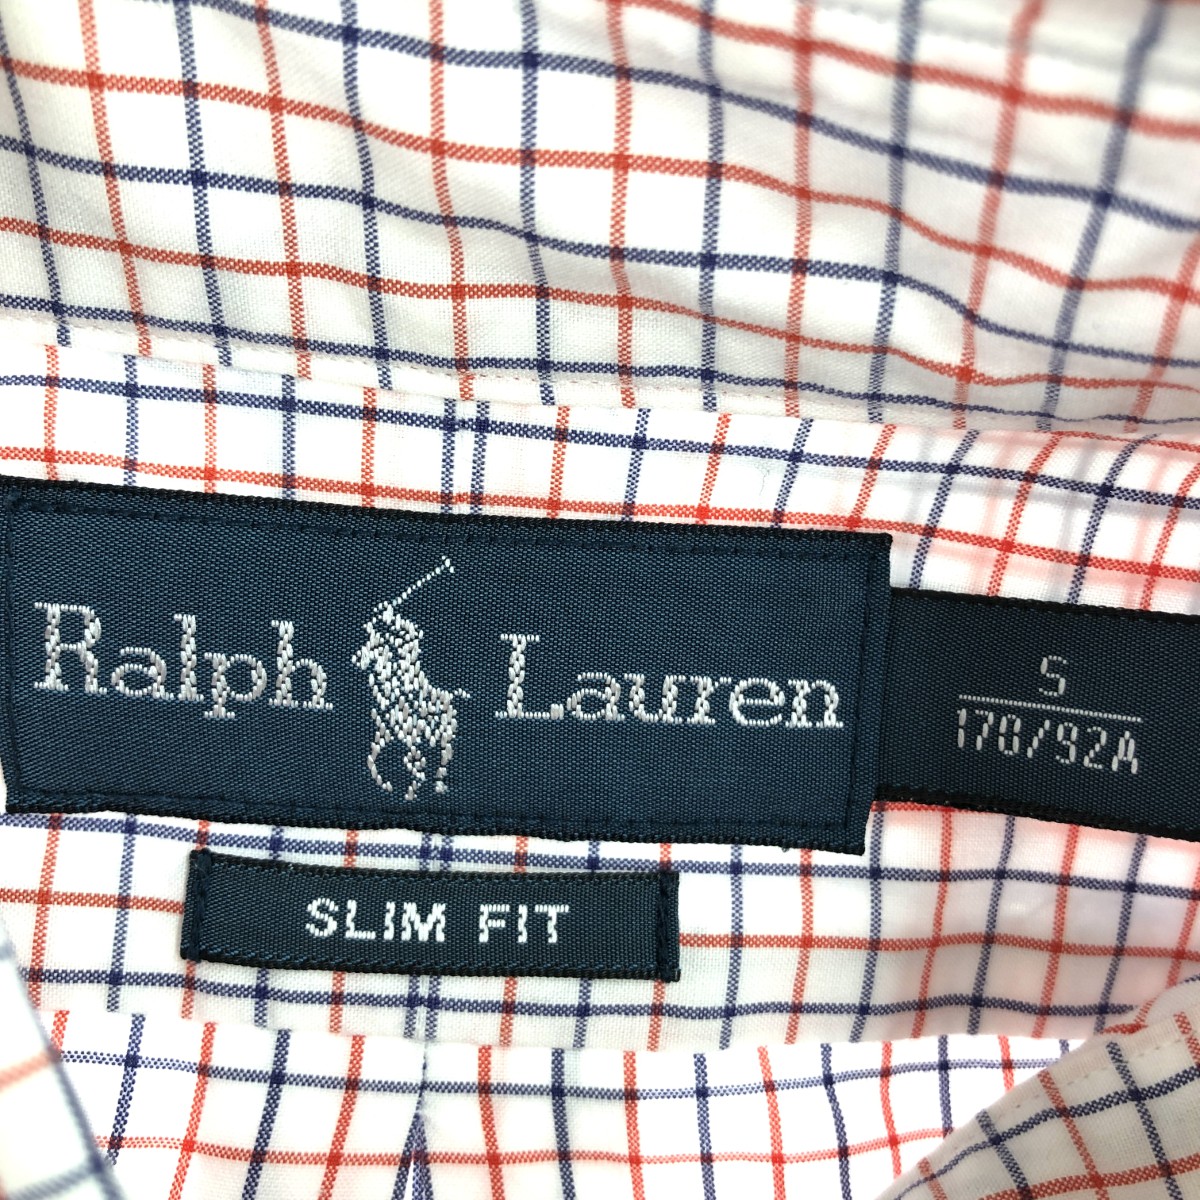 Ralph Lauren
S
170/92A
SLIM FIT